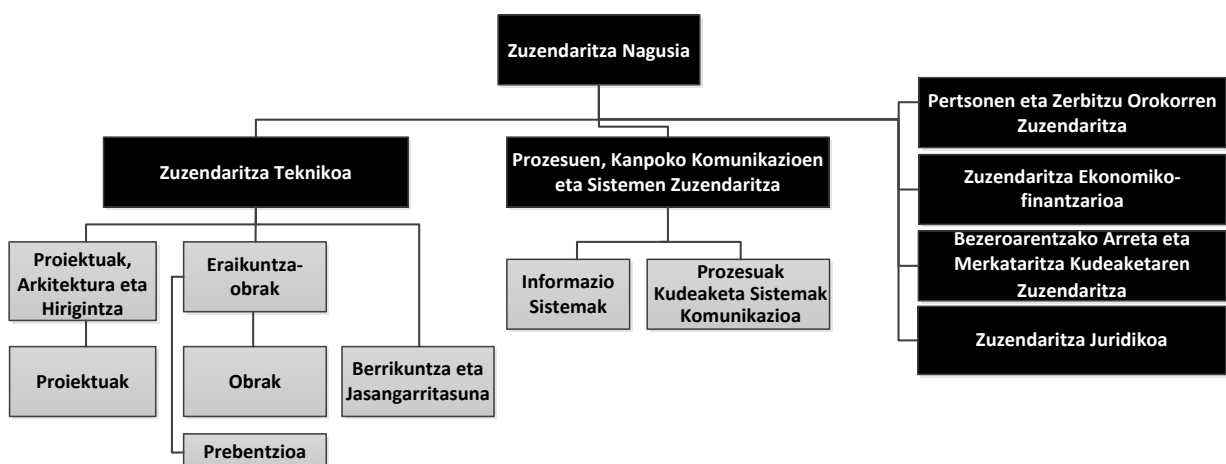 Zuzendaritza Nagusia
Pertsonen eta Zerbitzu Orokorren
Zuzendaritza
Zuzendaritza Teknikoa
Prozesuen, Kanpoko Komunikazioen
eta Sistemen Zuzendaritza
Zuzendaritza Ekonomiko-
finantzarioa
Bezeroarentzako Arreta eta
Merkataritza Kudeaketaren
Zuzendaritza
Zuzendaritza Juridikoa
Proiektuak,
Arkitektura eta
Hirigintza
Eraikuntza-
obrak
Informazio
Sistemak
Prozesuak
Kudeaketa Sistemak
Komunikazioa
Proiektuak
Obrak
Berrikuntza eta
Jasangarritasuna
Prebentzioa